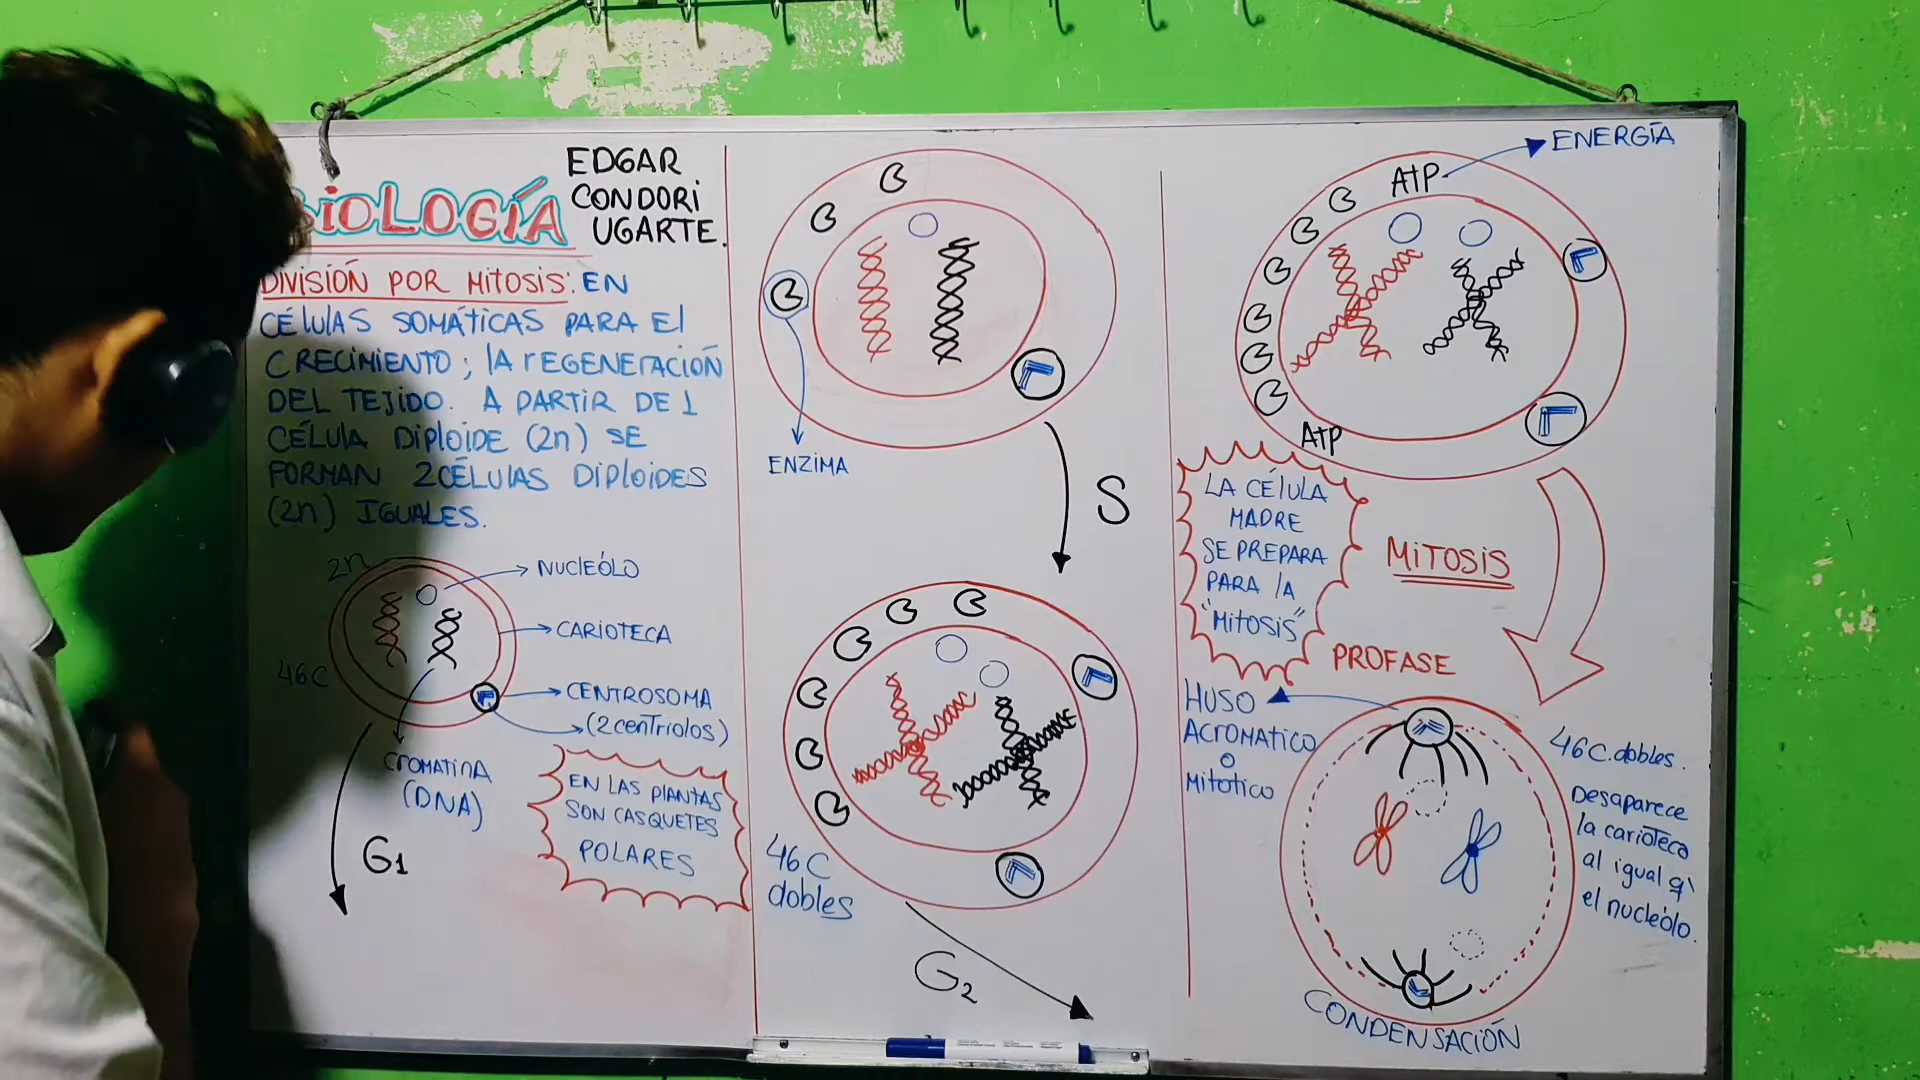 BIOLOGÍA
EDGAR
CONDORI
UGARTE.
DIVISIÓN POR MITOSIS: EN
CÉLULAS SOMÁTICAS PARA El
CRECIMIENTO; lA REGENERACIÓN
DEL TEJIDO. A PARTIR DE 1
CÉLULA DIPLOIDE (2n) SE
FORMAN 2 CÉLULAS DIPLOIDES
(2n) IGUALES.
2n
NUCLEÓLO
CARIOTECA
46C
CENTROSOMA
(2 CENTRIOLOS)
CROMATINA
(DNA)
EN LAS PLANTAS
SON CASQUETES
POLARES
G1
ENZIMA
S
46C
dobles
G2
ENERGÍA
ATP
ATP
LA CÉLULA
MADRE
SE PREPARA
PARA lA
"MITOSIS"
MITOSIS
PROFASE
HUSO
ACROMATICO
O
MITÓTICO
46C. dobles.
Desaparece
la carioteca
al igual q'
el nucleólo.
CONDENSACIÓN